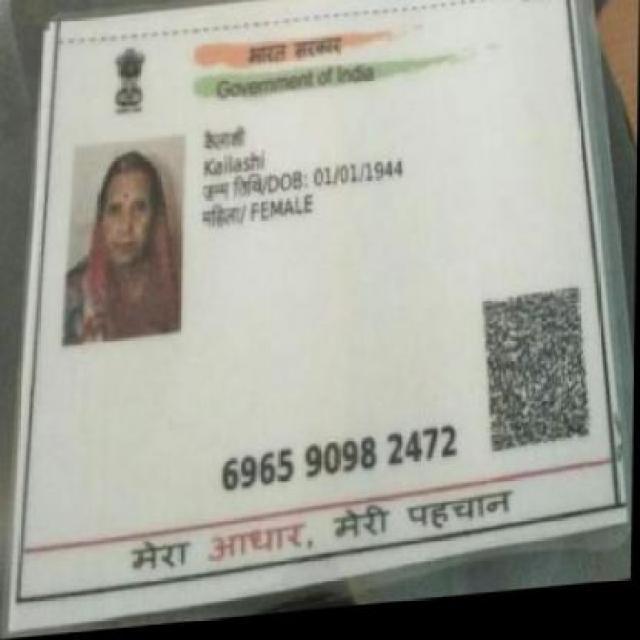 भारत सरकार
Government of India
कैलाशी
Kailashi
जन्म तिथि/DOB: 01/01/1944
महिला/ FEMALE
6965 9098 2472
मेरा आधार, मेरी पहचान